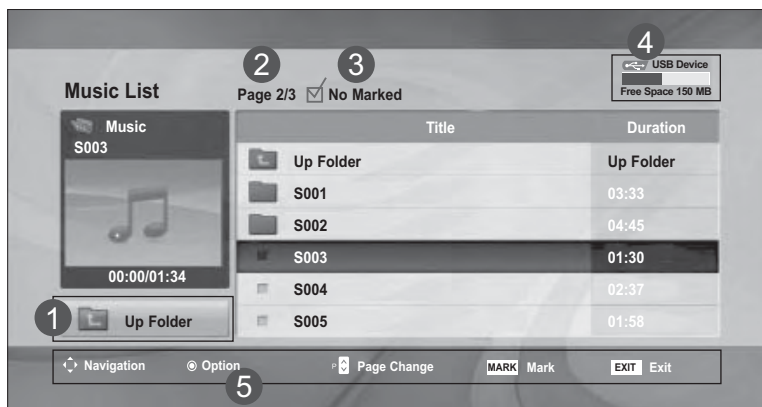 2 3 4
USB Device
Free Space 150 MB
Music List Page 2/3 No Marked
Music
S003
00:00/01:34
1 Up Folder
Title Duration
Up Folder Up Folder
S001 03:33
S002 04:45
S003 01:30
S004 02:37
S005 01:58
Navigation Option P Page Change MARK Mark EXIT Exit
5